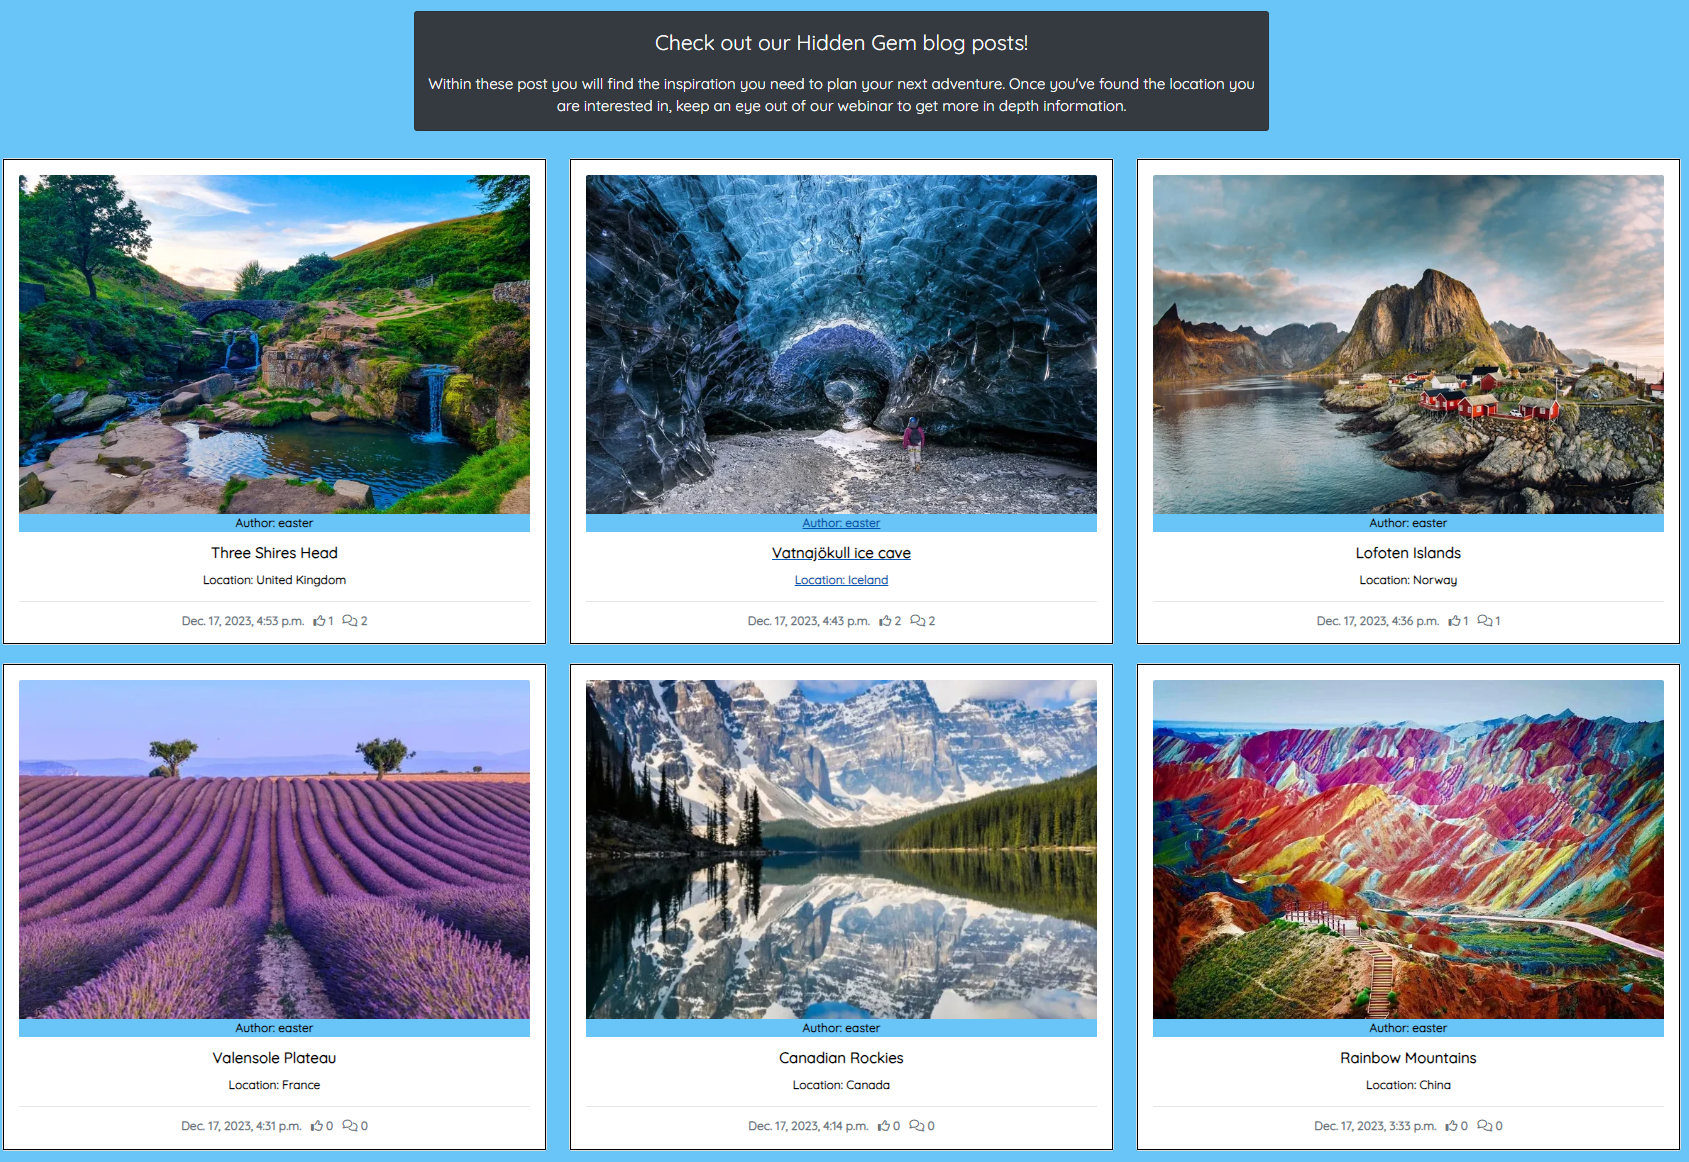 Check out our Hidden Gem blog posts!
Within these post you will find the inspiration you need to plan your next adventure. Once you've found the location you
are interested in, keep an eye out of our webinar to get more in depth information.
Author: easter
Three Shires Head
Location: United Kingdom
Dec. 17, 2023, 4:53 p.m. 1 2
Author: easter
Vatnajökull ice cave
Location: Iceland
Dec. 17, 2023, 4:43 p.m. 2 2
Author: easter
Lofoten Islands
Location: Norway
Dec. 17, 2023, 4:36 p.m. 1 1
Author: easter
Valensole Plateau
Location: France
Dec. 17, 2023, 4:31 p.m. 0 0
Author: easter
Canadian Rockies
Location: Canada
Dec. 17, 2023, 4:14 p.m. 0 0
Author: easter
Rainbow Mountains
Location: China
Dec. 17, 2023, 3:33 p.m. 0 0